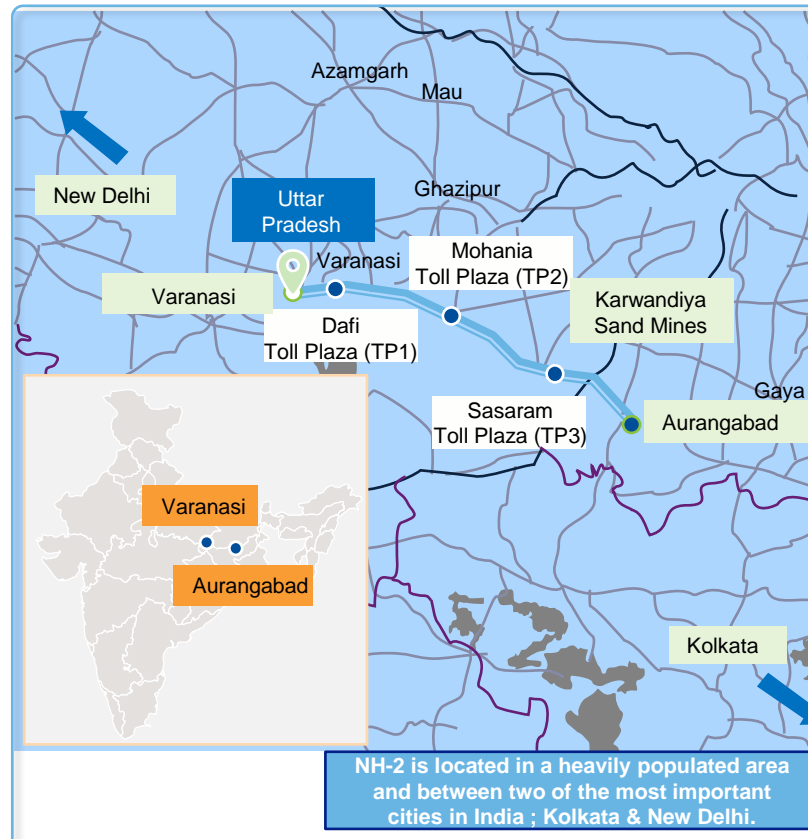 Azamgarh
Mau
New Delhi
Ghazipur
Uttar
Pradesh
Varanasi
Mohania
Toll Plaza (TP2)
Varanasi
Karwandiya
Sand Mines
Dafi
Toll Plaza (TP1)
Gaya
Sasaram
Toll Plaza (TP3)
Aurangabad
Varanasi
Aurangabad
Kolkata
NH-2 is located in a heavily populated area
and between two of the most important
cities in India ; Kolkata & New Delhi.